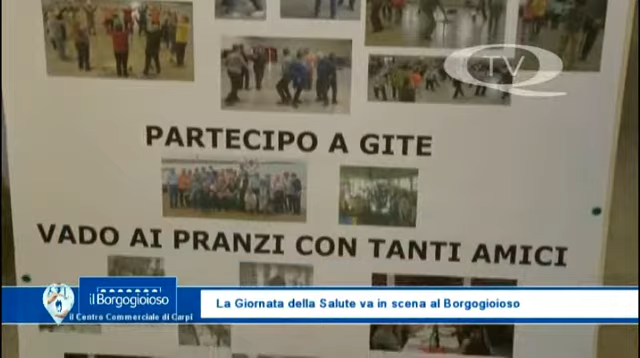 TVQ
PARTECIPO A GITE
VADO AI PRANZI CON TANTI AMICI
il Borgogioioso
il Centro Commerciale di Carpi
La Giornata della Salute va in scena al Borgogioioso